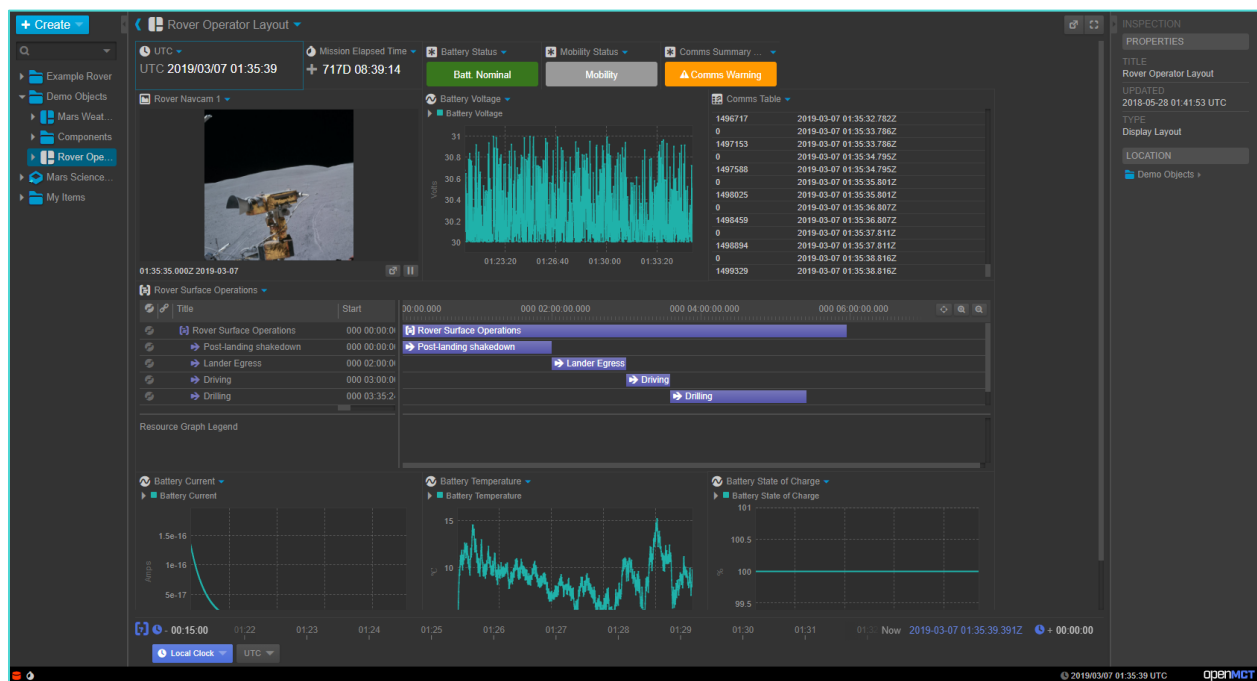 + Create
Rover Operator Layout
Example Rover
Demo Objects
Mars Weat...
Components
Rover Ope...
Mars Science...
My Items
UTC
UTC 2019/03/07 01:35:39
Mission Elapsed Time
+ 717D 08:39:14
Battery Status
Batt. Nominal
Mobility Status
Mobility
Comms Summary ...
Comms Warning
Rover Navcam 1
01:35:35.000Z 2019-03-07
Battery Voltage
Battery Voltage
31
30.8
30.6
30.4
30.2
30
Volts
01:23:20 01:26:40 01:30:00 01:33:20
Comms Table
1496717 2019-03-07 01:35:32.782Z
0 2019-03-07 01:35:33.786Z
1497153 2019-03-07 01:35:33.786Z
0 2019-03-07 01:35:34.795Z
1497588 2019-03-07 01:35:34.795Z
0 2019-03-07 01:35:35.801Z
1498025 2019-03-07 01:35:35.801Z
0 2019-03-07 01:35:36.807Z
1498459 2019-03-07 01:35:36.807Z
0 2019-03-07 01:35:37.811Z
1498894 2019-03-07 01:35:37.811Z
0 2019-03-07 01:35:38.816Z
1499329 2019-03-07 01:35:38.816Z
Rover Surface Operations
Title Start 00:00.000 000 02:00:00.000 000 04:00:00.000 000 06:00:00.000
Rover Surface Operations 000 00:00:0 Rover Surface Operations
Post-landing shakedown 000 00:00:0 Post-landing shakedown
Lander Egress 000 02:00:0 Lander Egress
Driving 000 03:00:0 Driving
Drilling 000 03:35:2 Drilling
Resource Graph Legend
Battery Current
Battery Current
1.5e-16
1e-16
5e-17
Amps
Battery Temperature
Battery Temperature
15
10
°C
Battery State of Charge
Battery State of Charge
101
100.5
100
99.5
%
- 00:15:00 01:22 01:23 01:24 01:25 01:26 01:27 01:28 01:29 01:30 01:31 Now 2019-03-07 01:35:39.391Z + 00:00:00
Local Clock UTC
INSPECTION
PROPERTIES
TITLE
Rover Operator Layout
UPDATED
2018-05-28 01:41:53 UTC
TYPE
Display Layout
LOCATION
Demo Objects
2019/03/07 01:35:39 UTC openMCT